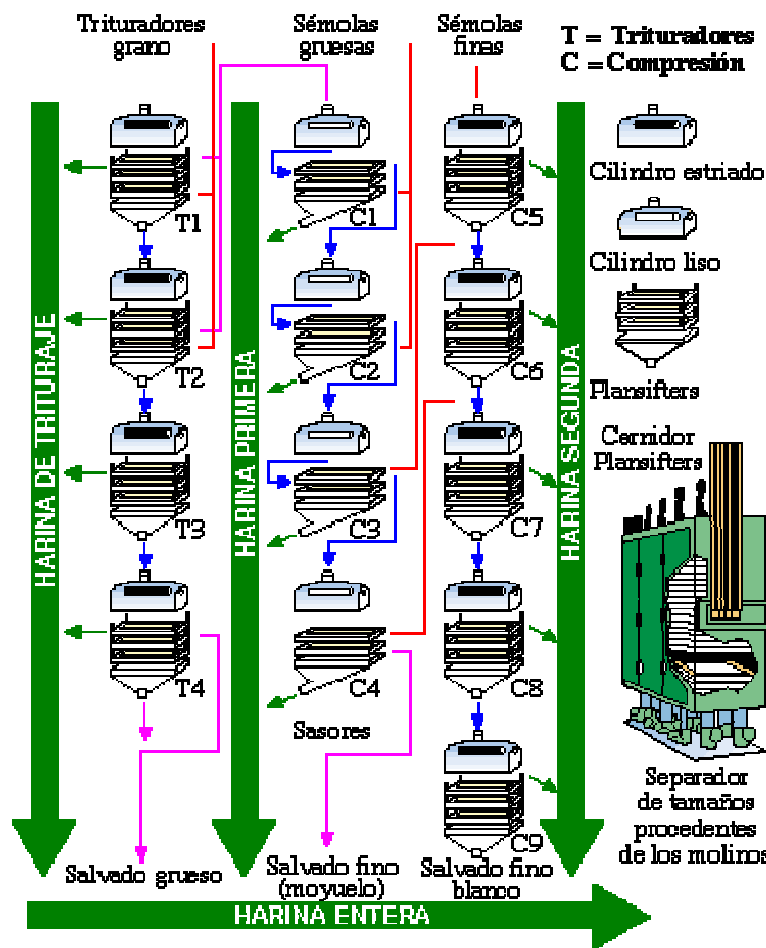 Trituradores
grano
Sémolas
gruesas
Sémolas
finas
T = Trituradores
C = Compresión
Cilindro estriado
Cilindro liso
Plansifters
Cernidor
Plansifters
Separador
de tamaños
procedentes
de los molinos
HARINA DE TRITURAJE
HARINA PRIMERA
HARINA SEGUNDA
T1
T2
T3
T4
C1
C2
C3
C4
Sasores
C5
C6
C7
C8
C9
Salvado grueso
Salvado fino
(moyuelo)
Salvado fino
blanco
HARINA ENTERA